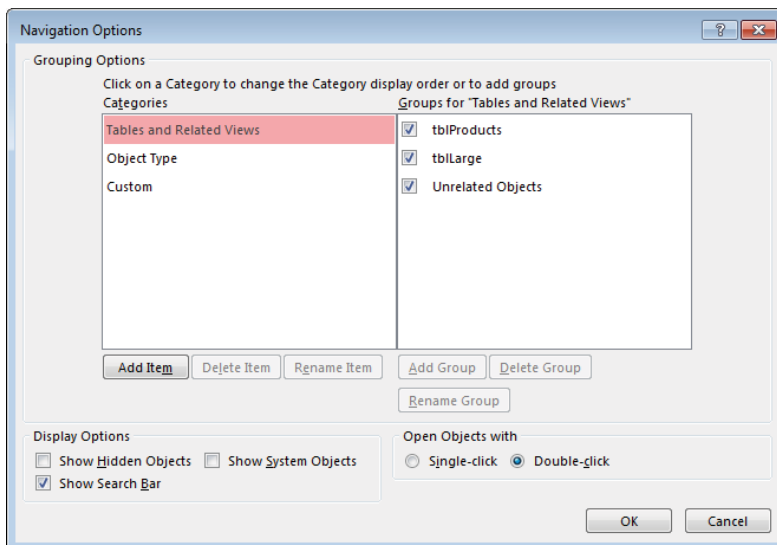 Navigation Options
Grouping Options
Click on a Category to change the Category display order or to add groups
Categories
Groups for "Tables and Related Views"
Tables and Related Views
tblProducts
Object Type
tblLarge
Custom
Unrelated Objects
Add Item Delete Item Rename Item Add Group Delete Group
Rename Group
Display Options
Open Objects with
Show Hidden Objects Show System Objects
Single-click Double-click
Show Search Bar
OK Cancel